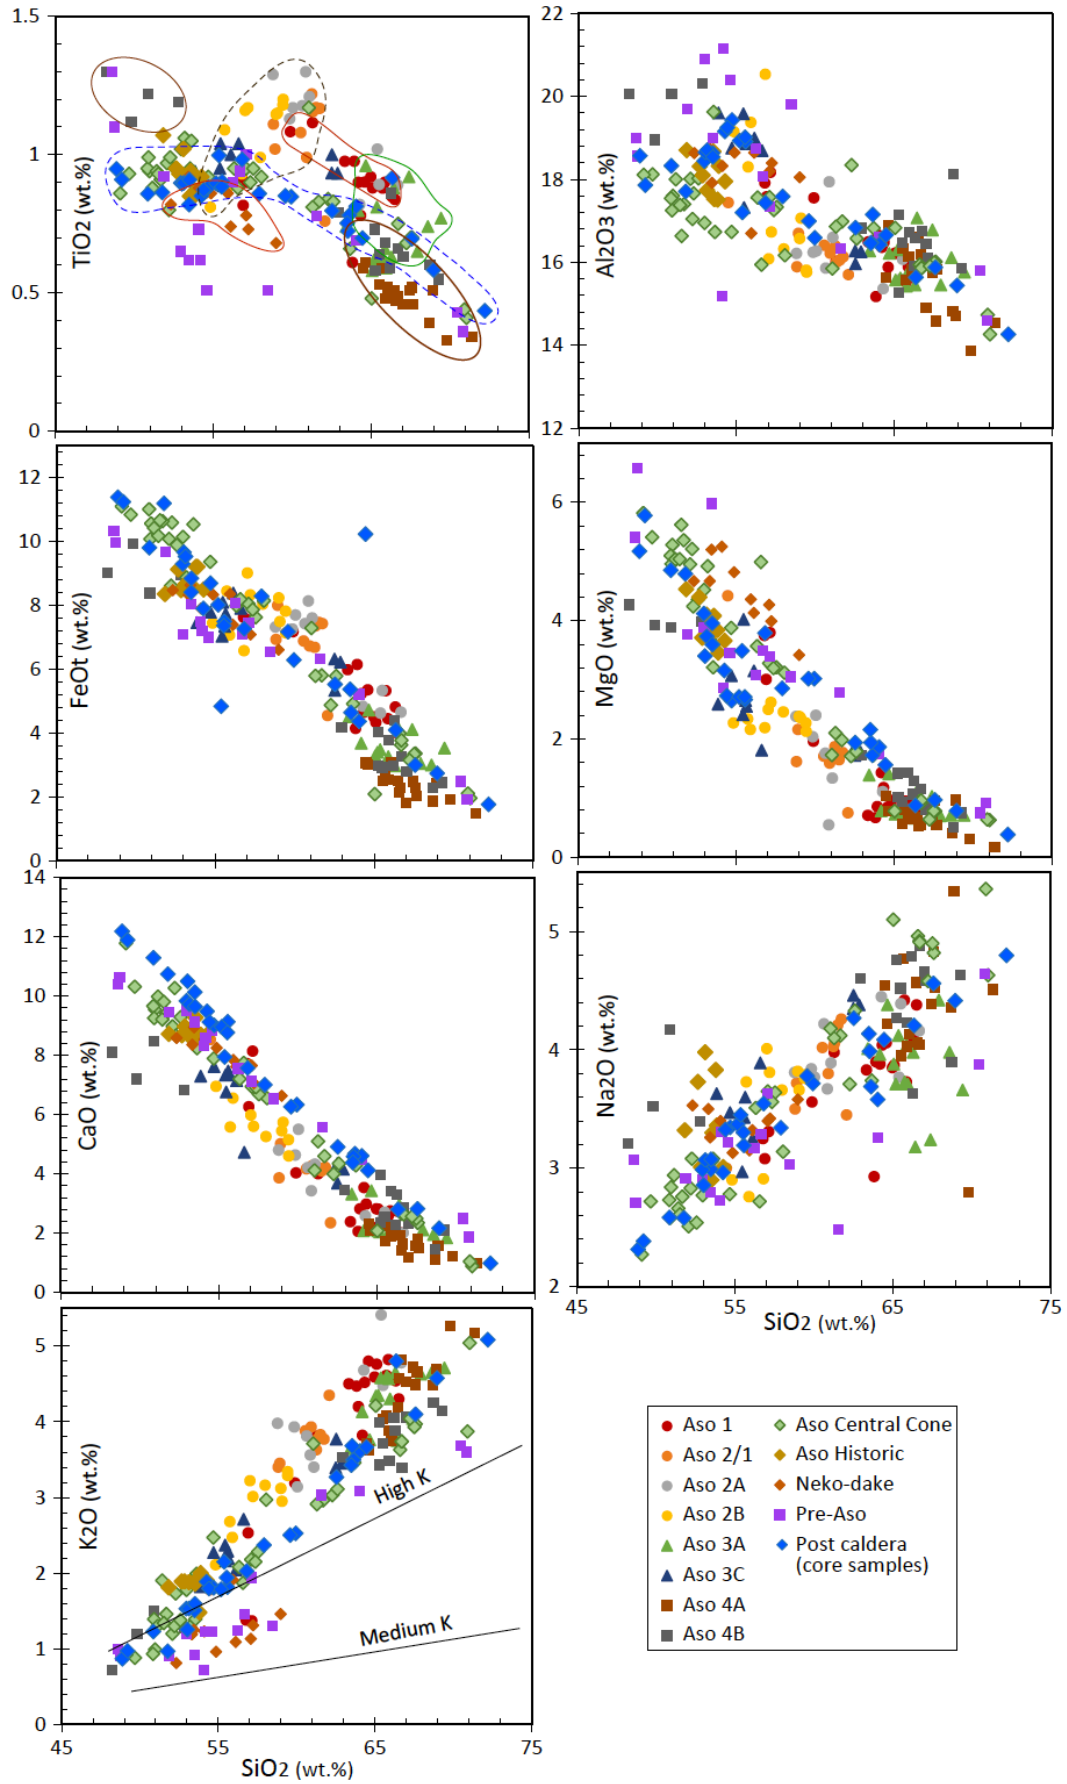 1.5
1
0.5
0
TiO2 (wt.%)
22
20
18
16
14
12
Al2O3 (wt.%)
12
10
8
6
4
2
0
FeOt (wt.%)
6
4
2
0
MgO (wt.%)
14
12
10
8
6
4
2
0
CaO (wt.%)
5
4
3
2
Na2O (wt.%)
45 55 65 75
SiO2 (wt.%)
5
4
3
2
1
0
K2O (wt.%)
High K
Medium K
45 55 65 75
SiO2 (wt.%)
Aso 1
Aso 2/1
Aso 2A
Aso 2B
Aso 3A
Aso 3C
Aso 4A
Aso 4B
Aso Central Cone
Aso Historic
Neko-dake
Pre-Aso
Post caldera
(core samples)